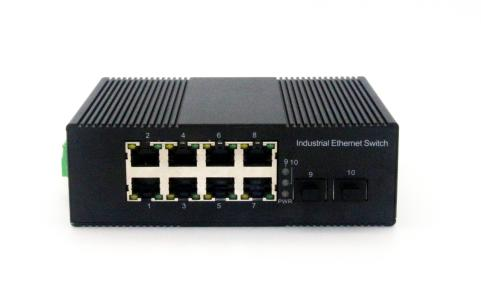 2 4 6 8
Industrial Ethernet Switch
9 10
9 10
1 3 5 7
PWR